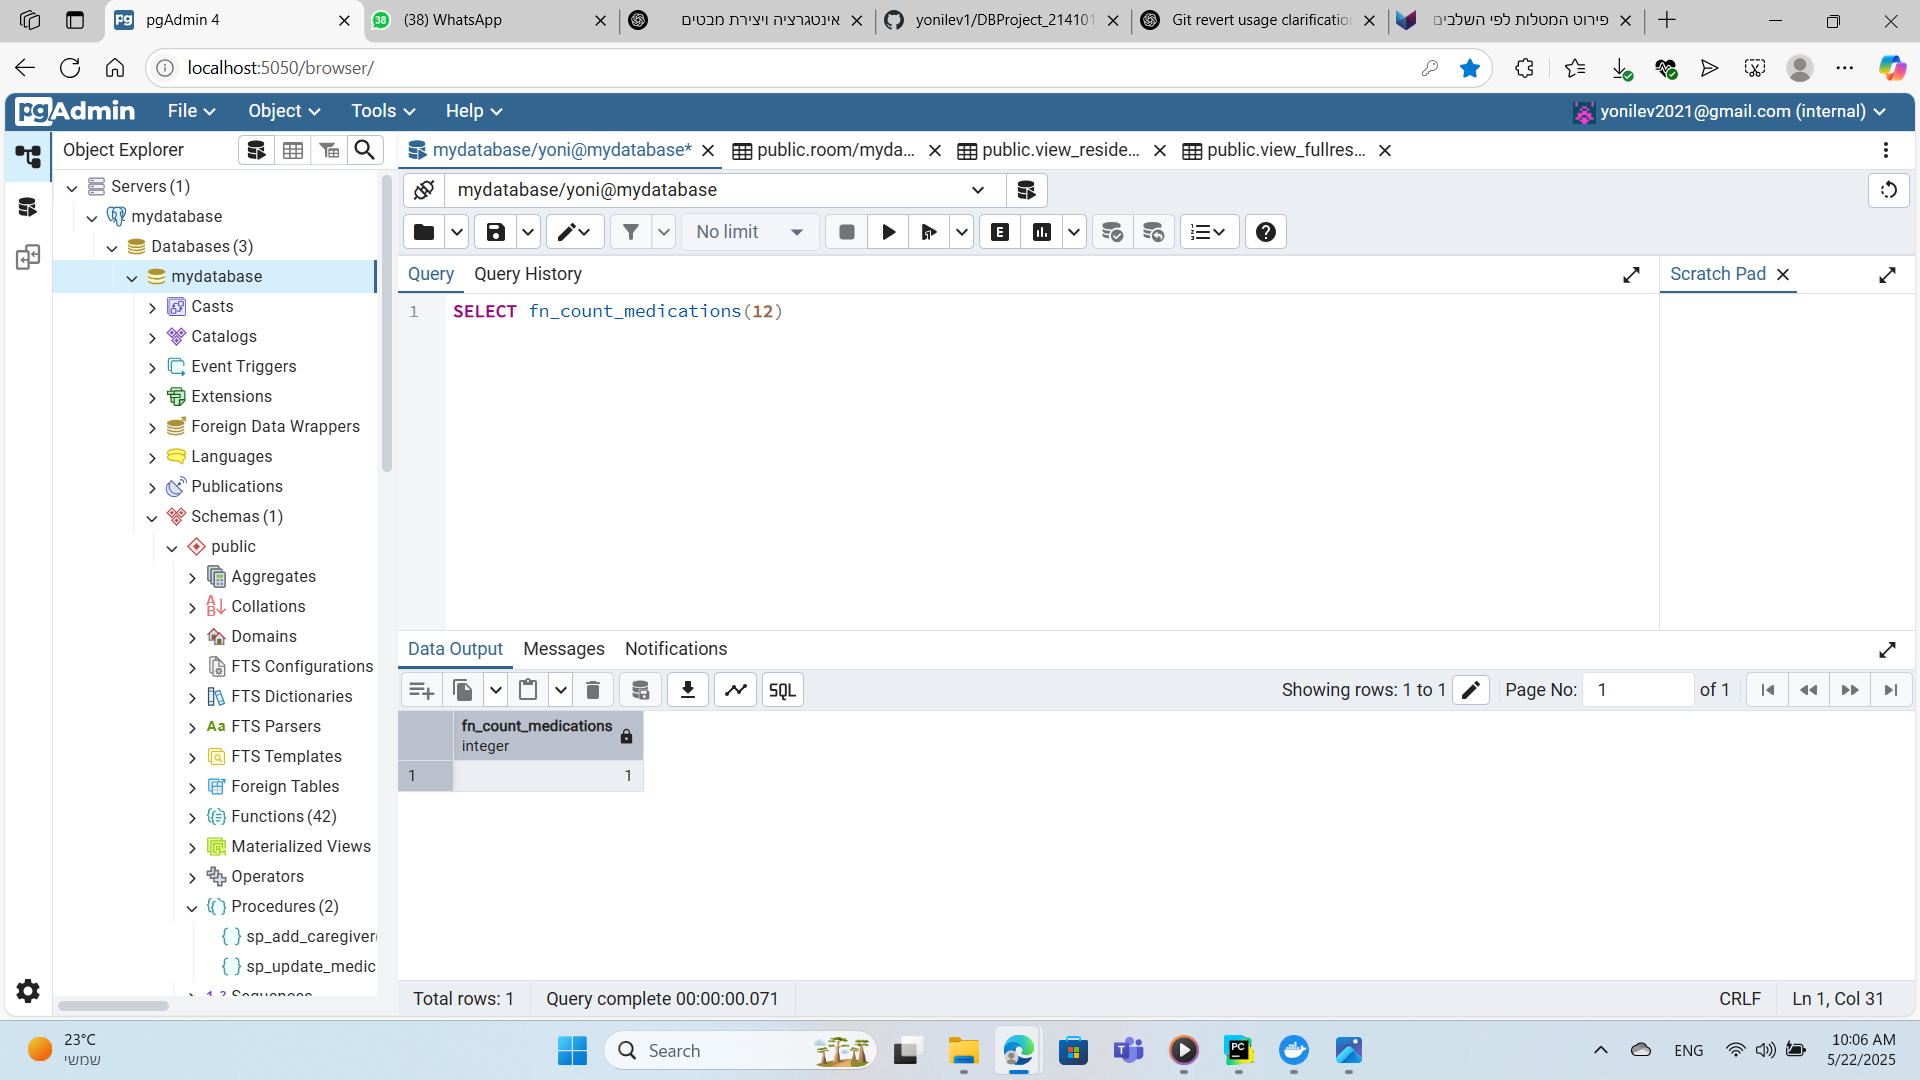 pgAdmin 4
(38) WhatsApp
אינטגרציה ויצירת מבטים
yonilev1/DBProject_214101
Git revert usage clarification
פירוט המטלות לפי השלבים
localhost:5050/browser/
pgAdmin
File
Object
Tools
Help
yonilev2021@gmail.com (internal)
Object Explorer
mydatabase/yoni@mydatabase*
public.room/myda...
public.view_reside...
public.view_fullres...
Servers (1)
mydatabase
Databases (3)
mydatabase
Casts
Catalogs
Event Triggers
Extensions
Foreign Data Wrappers
Languages
Publications
Schemas (1)
public
Aggregates
Collations
Domains
FTS Configurations
FTS Dictionaries
Aa FTS Parsers
FTS Templates
Foreign Tables
Functions (42)
Materialized Views
Operators
Procedures (2)
sp_add_caregiver(
sp_update_medic
1..3 Sequences
mydatabase/yoni@mydatabase
No limit
E
Query
Query History
Scratch Pad
1 SELECT fn_count_medications(12)
Data Output
Messages
Notifications
SQL
Showing rows: 1 to 1
Page No: 1 of 1
fn_count_medications
integer
1 1
Total rows: 1
Query complete 00:00:00.071
CRLF
Ln 1, Col 31
23°C
שמשי
Search
ENG
10:06 AM
5/22/2025